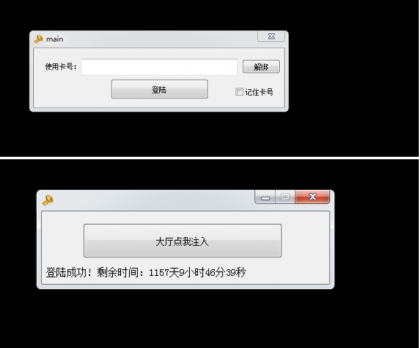 main
使用卡号：
解绑
登陆
记住卡号
大厅点我注入
登陆成功！剩余时间：1157天9小时46分39秒